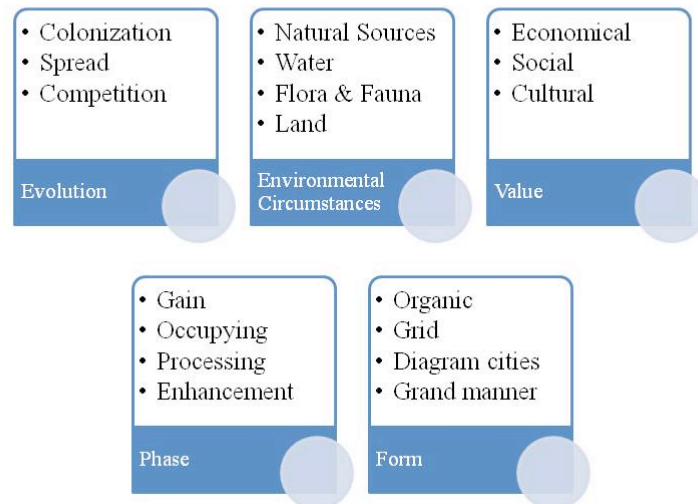 • Colonization
• Spread
• Competition
Evolution
• Natural Sources
• Water
• Flora & Fauna
• Land
Environmental
Circumstances
• Economical
• Social
• Cultural
Value
• Gain
• Occupying
• Processing
• Enhancement
Phase
• Organic
• Grid
• Diagram cities
• Grand manner
Form